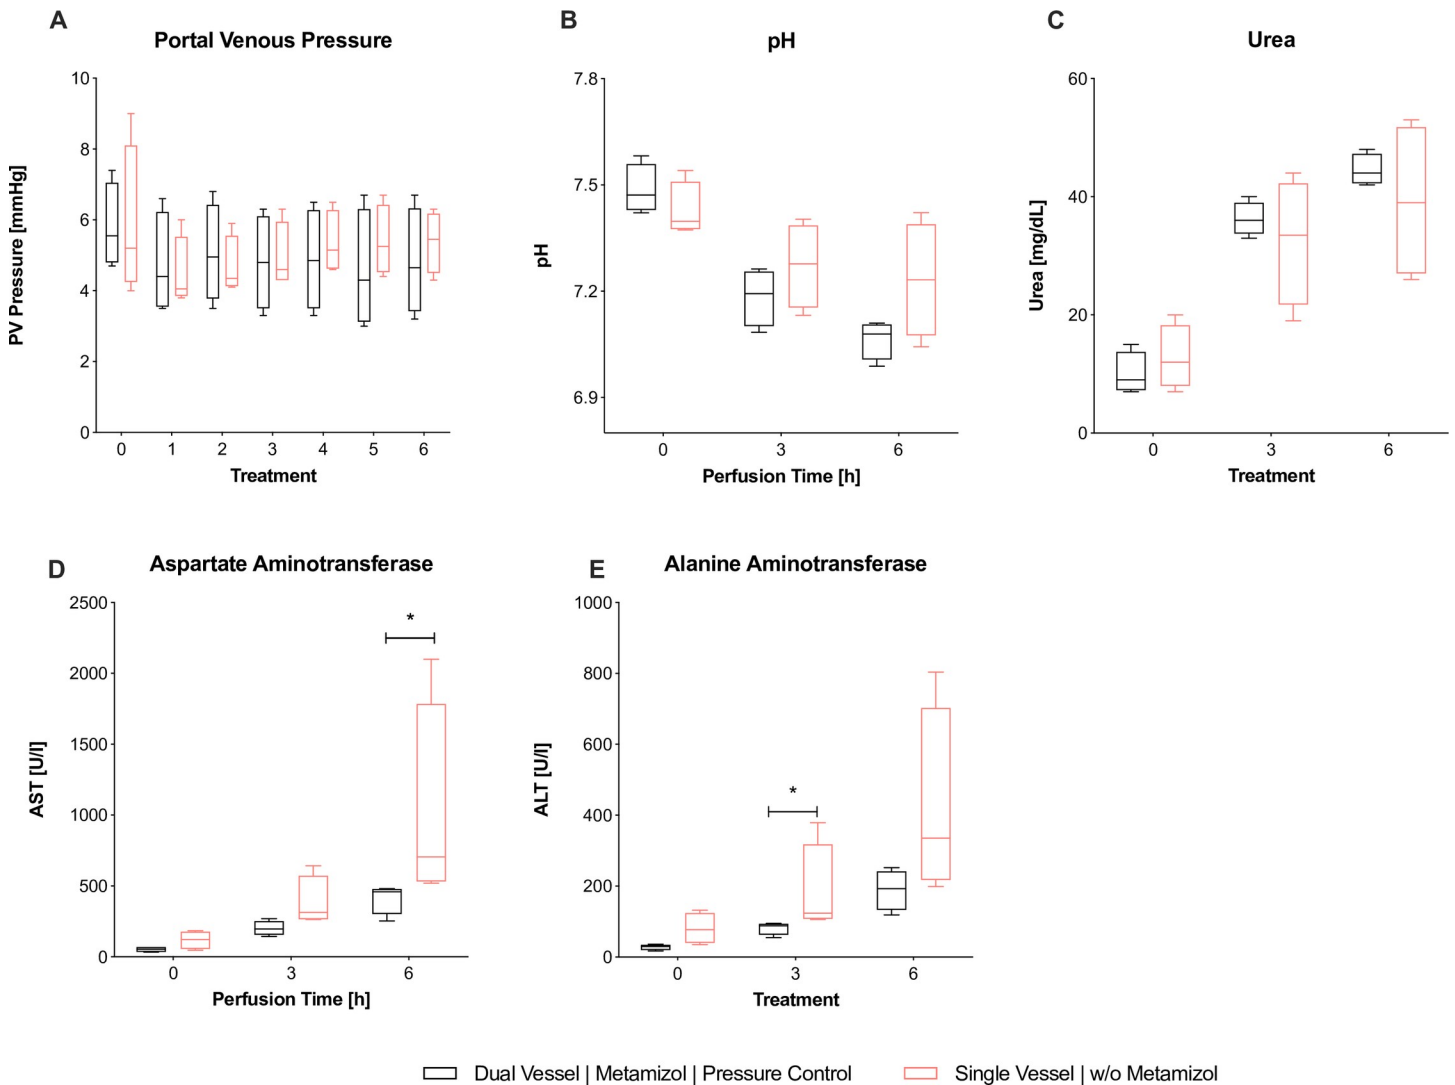 A
Portal Venous Pressure
PV Pressure [mmHg]
10
8
6
4
2
0
0 1 2 3 4 5 6
Treatment
B
pH
pH
7.8
7.5
7.2
6.9
0 3 6
Perfusion Time [h]
C
Urea
Urea [mg/dL]
60
40
20
0
0 3 6
Treatment
D
Aspartate Aminotransferase
AST [U/l]
2500
2000
1500
1000
500
0
*
0 3 6
Perfusion Time [h]
E
Alanine Aminotransferase
ALT [U/l]
1000
800
600
400
200
0
*
0 3 6
Treatment
Dual Vessel | Metamizol | Pressure Control
Single Vessel | w/o Metamizol